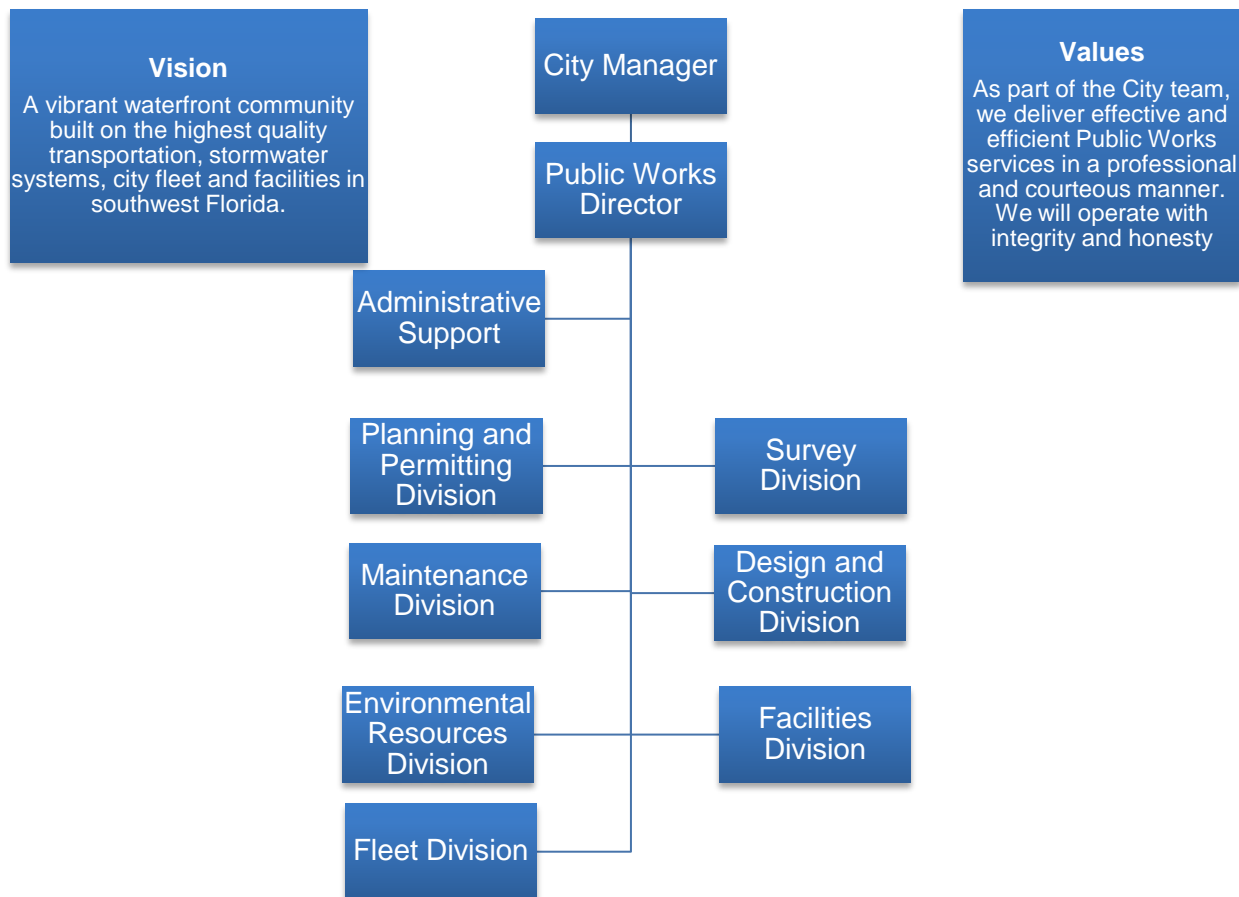 Vision
A vibrant waterfront community
built on the highest quality
transportation, stormwater
systems, city fleet and facilities in
southwest Florida.
City Manager
Values
As part of the City team,
we deliver effective and
efficient Public Works
services in a professional
and courteous manner.
We will operate with
integrity and honesty
Public Works
Director
Administrative
Support
Planning and
Permitting
Division
Survey
Division
Maintenance
Division
Design and
Construction
Division
Environmental
Resources
Division
Facilities
Division
Fleet Division